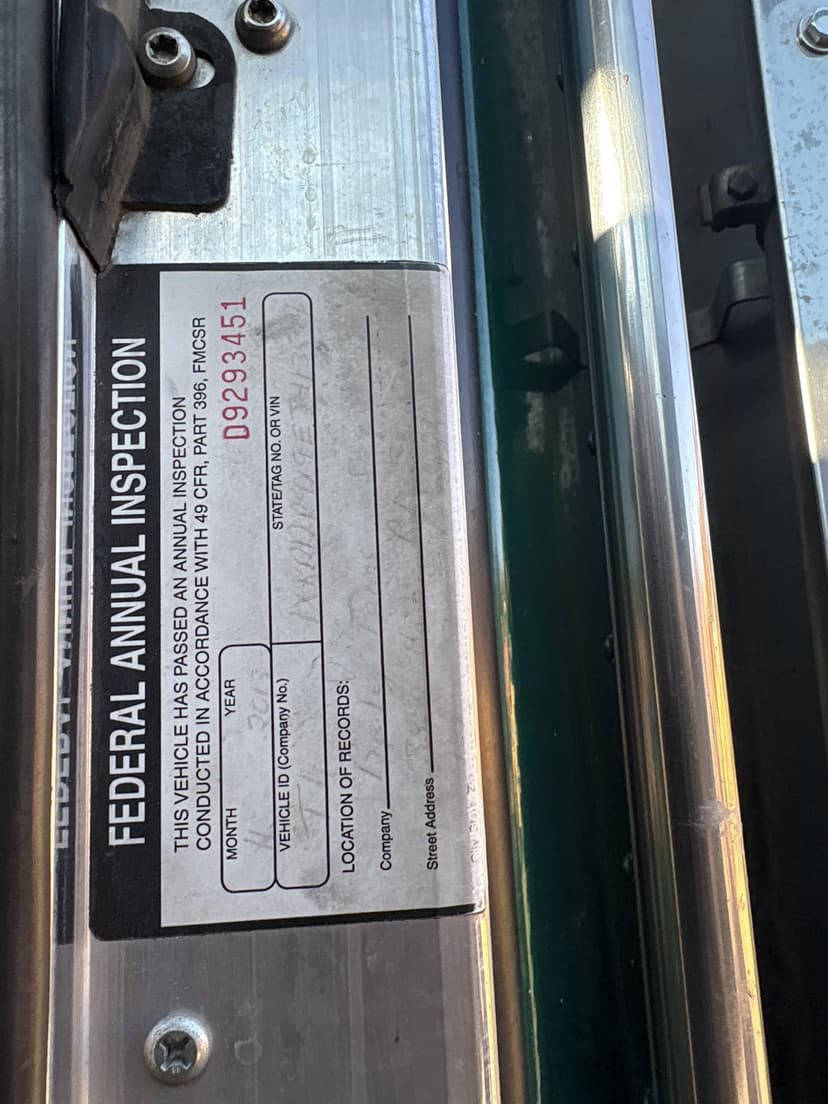 FEDERAL ANNUAL INSPECTION
THIS VEHICLE HAS PASSED AN ANNUAL INSPECTION
CONDUCTED IN ACCORDANCE WITH 49 CFR, PART 396, FMCSR
MONTH YEAR
D9293451
VEHICLE ID (Company No.) STATE/TAG NO. OR VIN
LOCATION OF RECORDS:
Company
Street Address